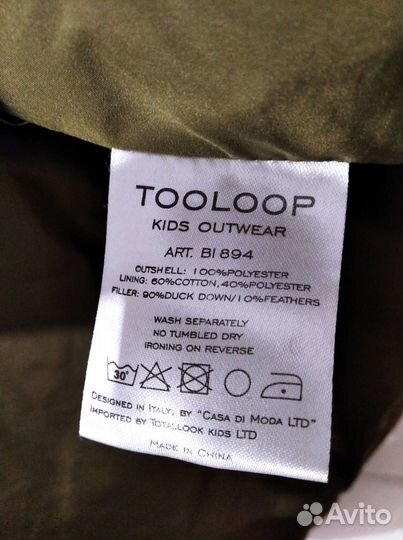 TOOLOOP
KIDS OUTWEAR
ART. BI 894
OUTSHELL: 100%POLYESTER
LINING: 60%COTTON, 40%POLYESTER
FILLER: 90%DUCK DOWN/10%FEATHERS
WASH SEPARATELY
NO TUMBLED DRY
IRONING ON REVERSE
30°
DESIGNED IN ITALY, BY "CASA DI MODA LTD"
IMPORTED BY TOTALLOOK KIDS LTD
MADE IN CHINA
Avito